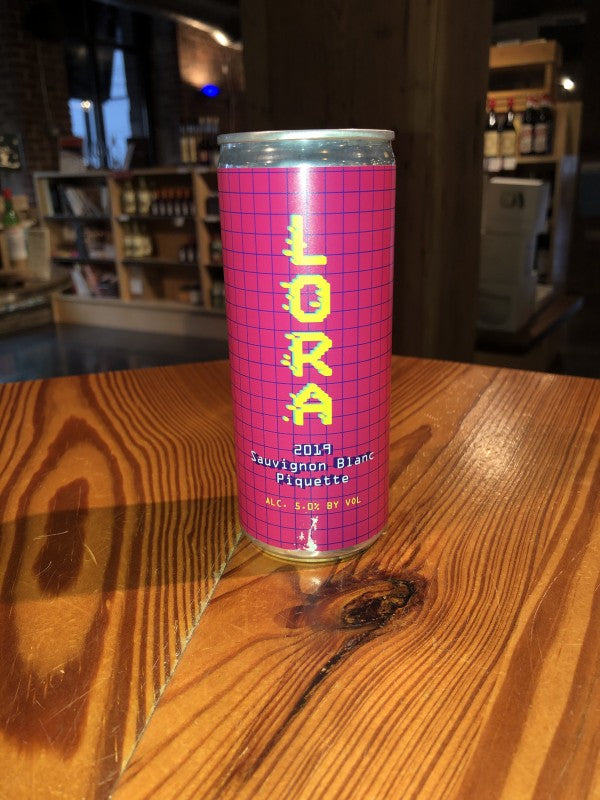 LORA
2019
Sauvignon Blanc
Piquette
ALC. 5.0% BY VOL